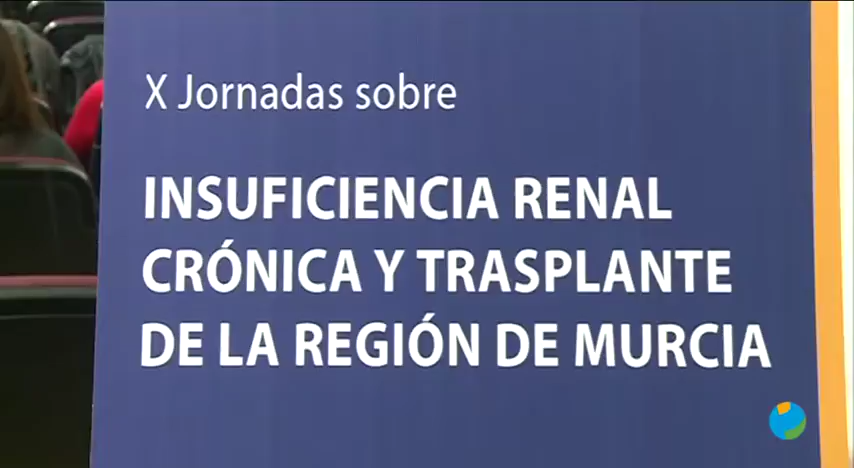 X Jornadas sobre
INSUFICIENCIA RENAL
CRÓNICA Y TRASPLANTE
DE LA REGIÓN DE MURCIA